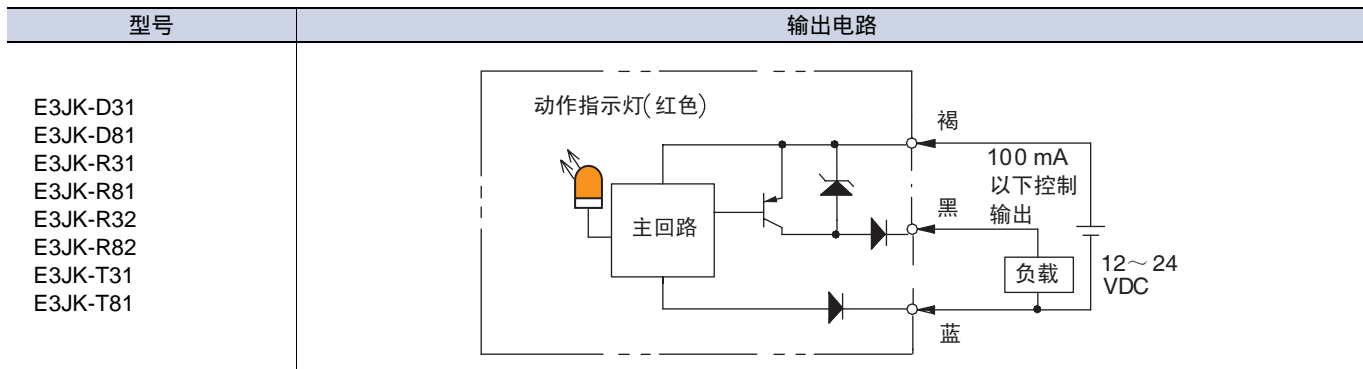 型号
输出电路
E3JK-D31
E3JK-D81
E3JK-R31
E3JK-R81
E3JK-R32
E3JK-R82
E3JK-T31
E3JK-T81
动作指示灯(红色)
主回路
褐
100 mA
以下控制
输出
黑
负载
12～24
VDC
蓝